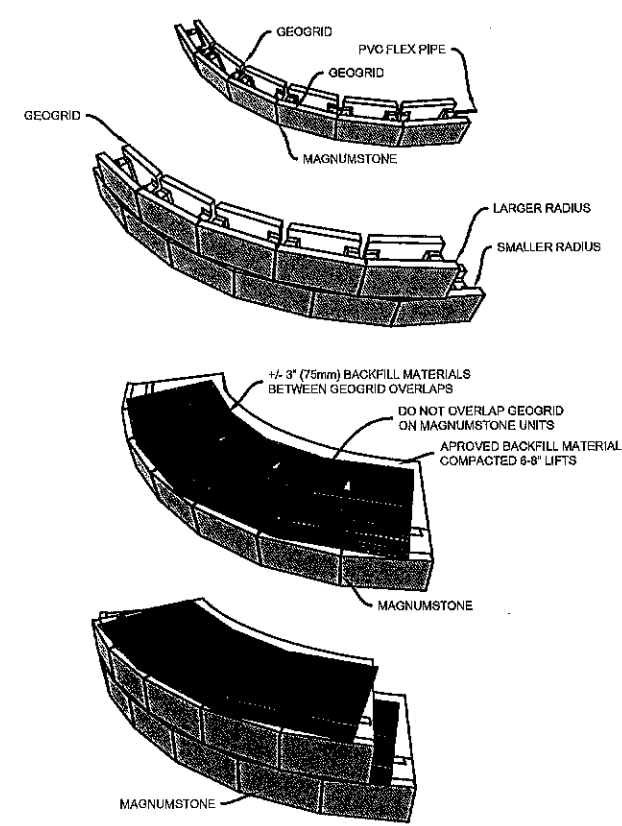 GEOGRID
PVC FLEX PIPE
GEOGRID
GEOGRID
MAGNUMSTONE
LARGER RADIUS
SMALLER RADIUS
+/- 3" (75mm) BACKFILL MATERIALS
BETWEEN GEOGRID OVERLAPS
DO NOT OVERLAP GEOGRID
ON MAGNUMSTONE UNITS
APROVED BACKFILL MATERIAL
COMPACTED 6-8" LIFTS
MAGNUMSTONE
MAGNUMSTONE